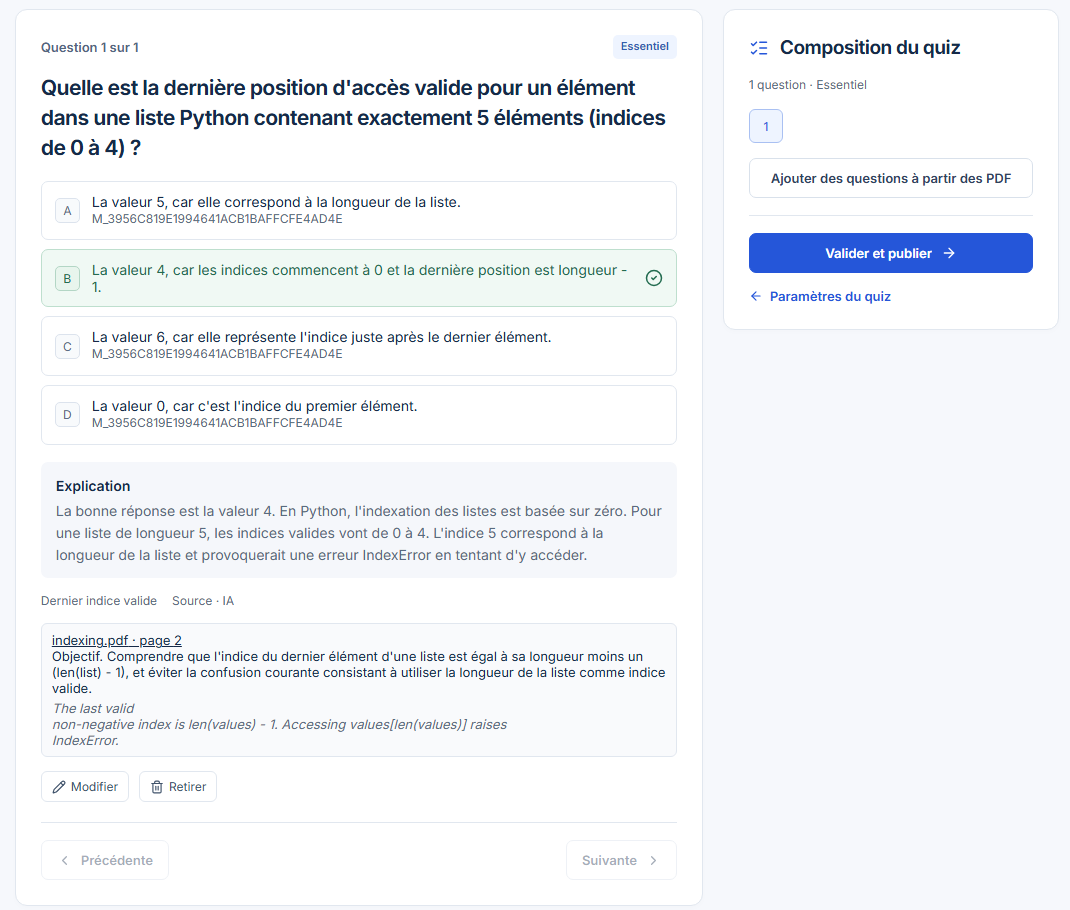 Question 1 sur 1
Essentiel
Quelle est la dernière position d'accès valide pour un élément
dans une liste Python contenant exactement 5 éléments (indices
de 0 à 4) ?
A
La valeur 5, car elle correspond à la longueur de la liste.
M_3956C819E1994641ACB1BAFFCFE4AD4E
B
La valeur 4, car les indices commencent à 0 et la dernière position est longueur -
1.
C
La valeur 6, car elle représente l'indice juste après le dernier élément.
M_3956C819E1994641ACB1BAFFCFE4AD4E
D
La valeur 0, car c'est l'indice du premier élément.
M_3956C819E1994641ACB1BAFFCFE4AD4E
Explication
La bonne réponse est la valeur 4. En Python, l'indexation des listes est basée sur zéro. Pour
une liste de longueur 5, les indices valides vont de 0 à 4. L'indice 5 correspond à la
longueur de la liste et provoquerait une erreur IndexError en tentant d'y accéder.
Dernier indice valide Source · IA
indexing.pdf · page 2
Objectif. Comprendre que l'indice du dernier élément d'une liste est égal à sa longueur moins un
(len(list) - 1), et éviter la confusion courante consistant à utiliser la longueur de la liste comme indice
valide.
The last valid
non-negative index is len(values) - 1. Accessing values[len(values)] raises
IndexError.
Modifier
Retirer
Précédente
Suivante
Composition du quiz
1 question · Essentiel
1
Ajouter des questions à partir des PDF
Valider et publier
Paramètres du quiz